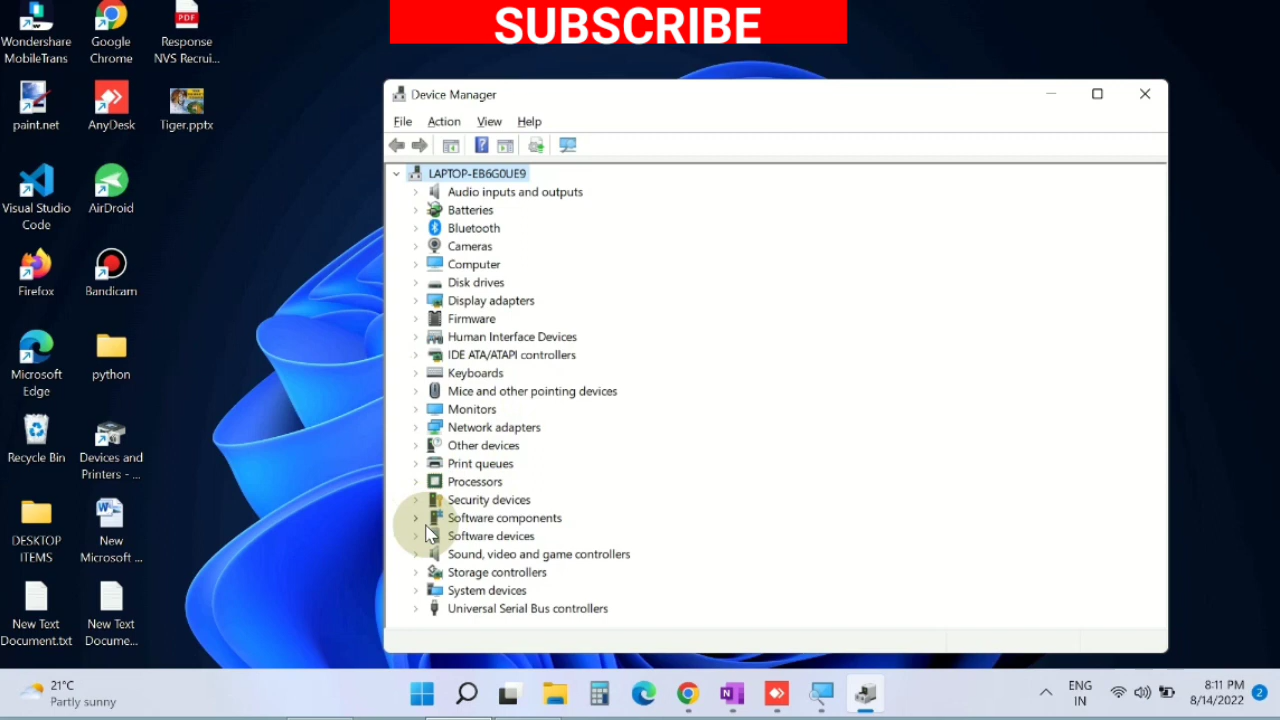 SUBSCRIBE
Wondershare
MobileTrans
Google
Chrome
PDF
Response
NVS Recrui...
paint.net
AnyDesk
Tiger.pptx
Visual Studio
Code
AirDroid
Firefox
Bandicam
Microsoft
Edge
python
Recycle Bin
Devices and
Printers - ...
DESKTOP
ITEMS
New
Microsoft ...
New Text
Document.txt
New Text
Docume...
Device Manager
File Action View Help
LAPTOP-EB6G0UE9
Audio inputs and outputs
Batteries
Bluetooth
Cameras
Computer
Disk drives
Display adapters
Firmware
Human Interface Devices
IDE ATA/ATAPI controllers
Keyboards
Mice and other pointing devices
Monitors
Network adapters
Other devices
Print queues
Processors
Security devices
Software components
Software devices
Sound, video and game controllers
Storage controllers
System devices
Universal Serial Bus controllers
21°C
Partly sunny
ENG
IN
8:11 PM
8/14/2022
2